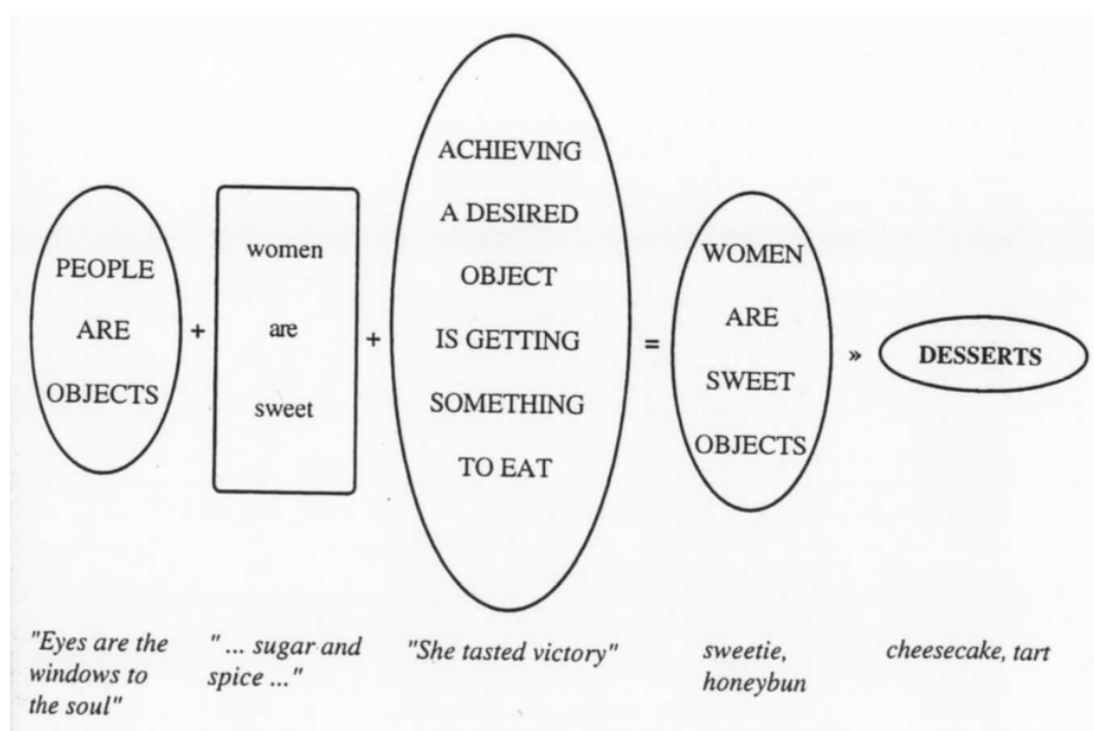 PEOPLE
ARE
OBJECTS
+
women
are
sweet
+
ACHIEVING
A DESIRED
OBJECT
IS GETTING
SOMETHING
TO EAT
=
WOMEN
ARE
SWEET
OBJECTS
»
DESSERTS
"Eyes are the
windows to
the soul"
" ... sugar and
spice ..."
"She tasted victory"
sweetie,
honeybun
cheesecake, tart